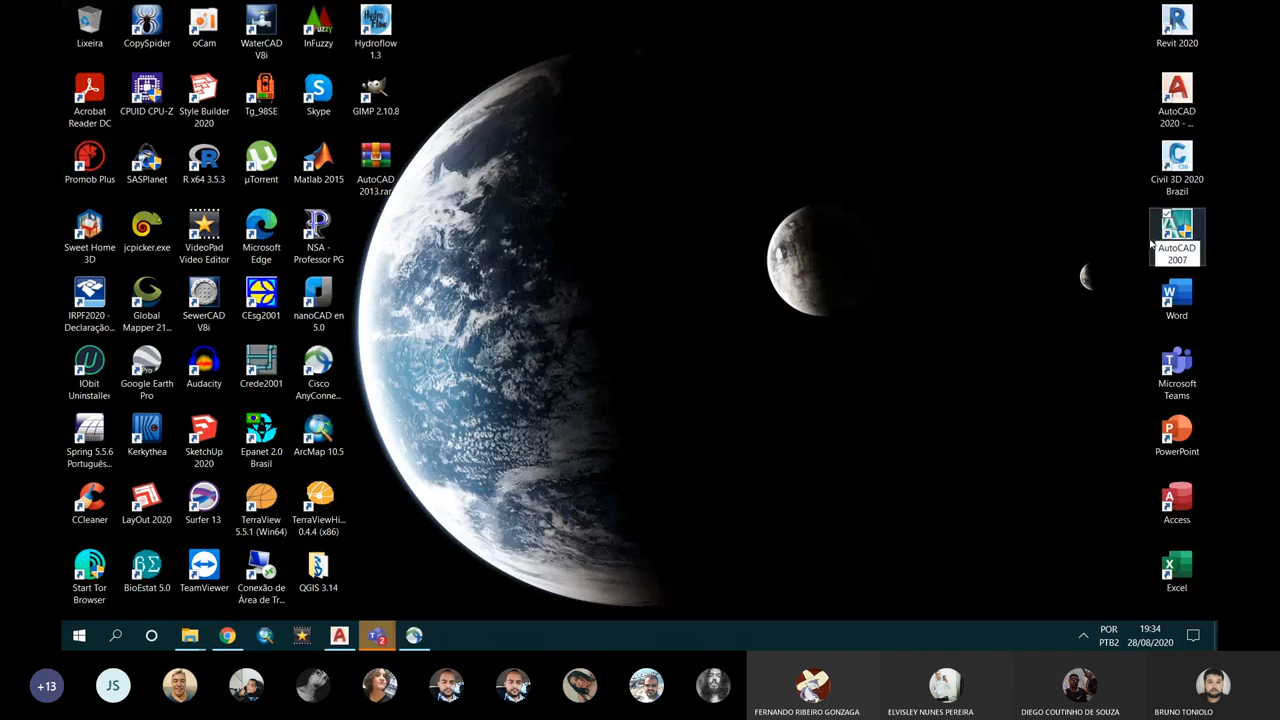 Lixeira
CopySpider
oCam
WaterCAD
V8i
InFuzzy
Hydroflow
1.3
Revit 2020
Acrobat
Reader DC
CPUID CPU-Z
Style Builder
2020
Tg_98SE
Skype
GIMP 2.10.8
AutoCAD
2020 - ...
Promob Plus
SASPlanet
R x64 3.5.3
µTorrent
Matlab 2015
AutoCAD
2013.rar
Civil 3D 2020
Brazil
Sweet Home
3D
jcpicker.exe
VideoPad
Video Editor
Microsoft
Edge
NSA -
Professor PG
AutoCAD
2007
IRPF2020 -
Declaração...
Global
Mapper 21...
SewerCAD
V8i
CEsg2001
nanoCAD en
5.0
Word
IObit
Uninstaller
Google Earth
Pro
Audacity
Crede2001
Cisco
AnyConne...
Microsoft
Teams
Spring 5.5.6
Português...
Kerkythea
SketchUp
2020
Epanet 2.0
Brasil
ArcMap 10.5
PowerPoint
CCleaner
LayOut 2020
Surfer 13
TerraView
5.5.1 (Win64)
TerraViewHi...
0.4.4 (x86)
Access
Start Tor
Browser
BioEstat 5.0
TeamViewer
Conexão de
Área de Tr...
QGIS 3.14
Excel
POR
PTB2
19:34
28/08/2020
+13
JS
FERNANDO RIBEIRO GONZAGA
ELVISLEY NUNES PEREIRA
DIEGO COUTINHO DE SOUZA
BRUNO TONIOLO